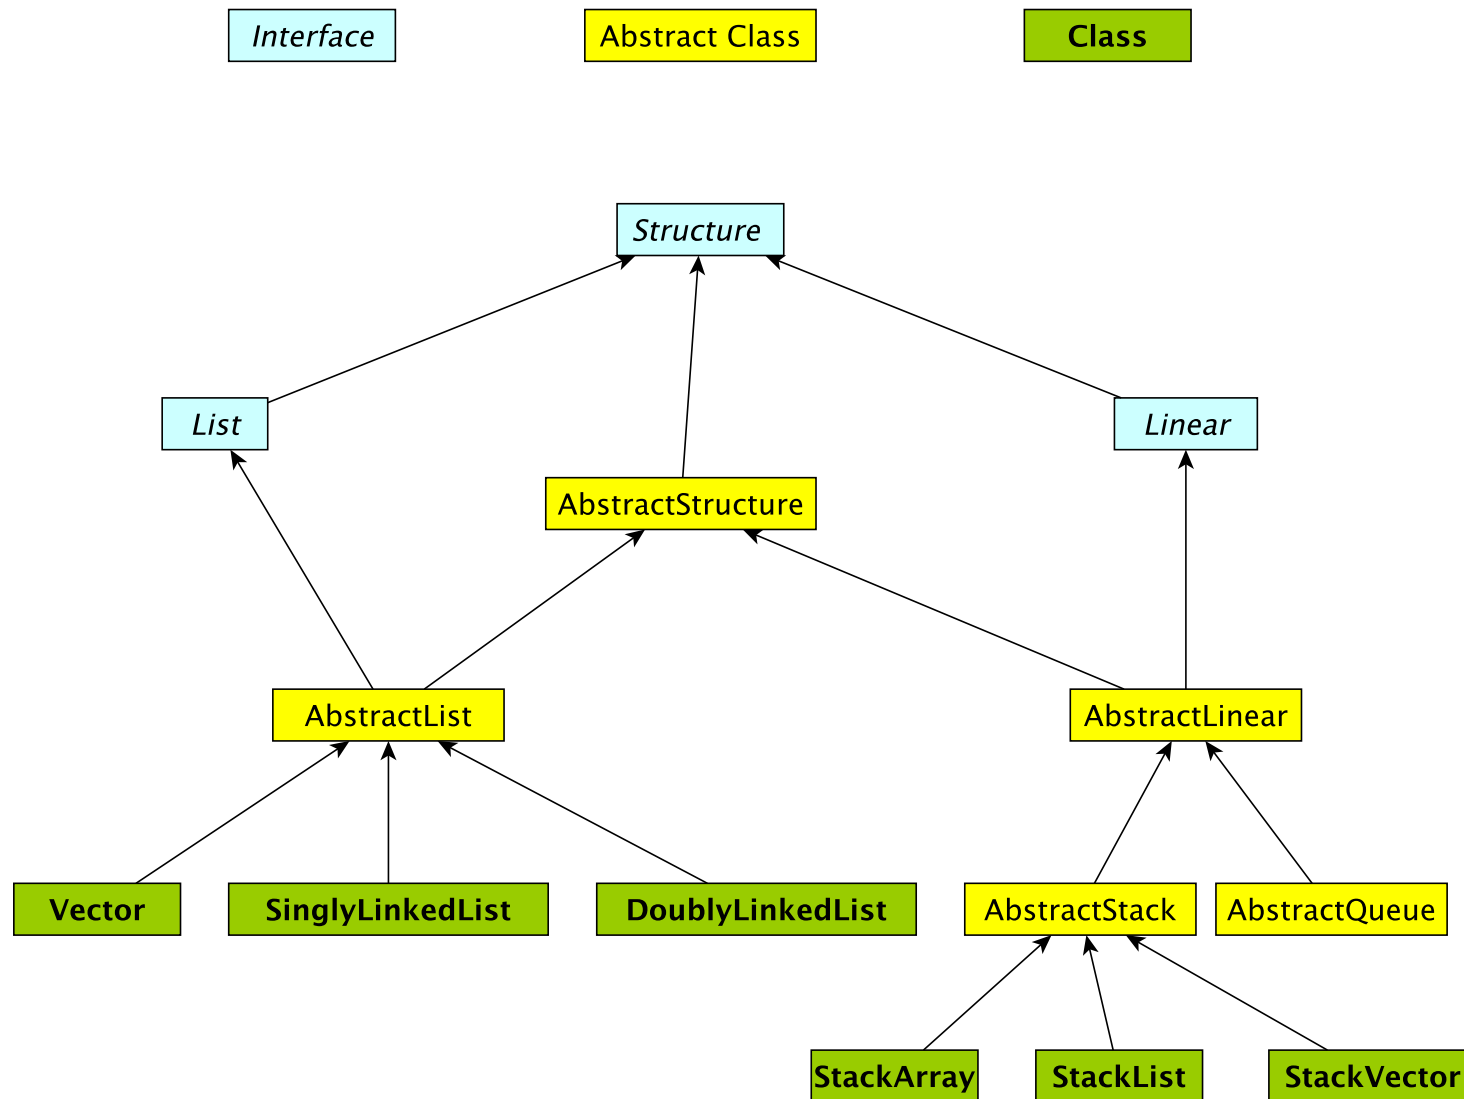 Interface
Abstract Class
Class
Structure
List
Linear
AbstractStructure
AbstractList
AbstractLinear
Vector
SinglyLinkedList
DoublyLinkedList
AbstractStack
AbstractQueue
StackArray
StackList
StackVector